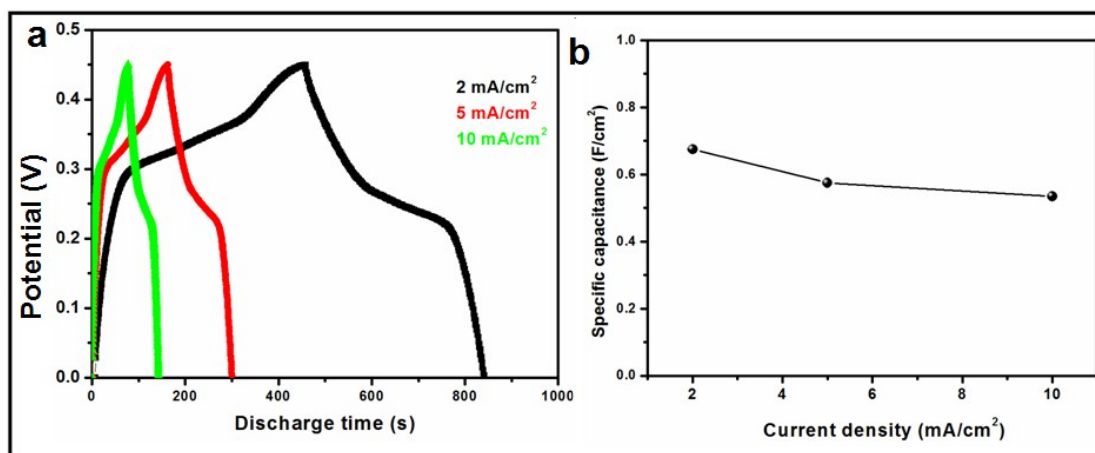 a
Potential (V)
0.5
0.4
0.3
0.2
0.1
0.0
2 mA/cm²
5 mA/cm²
10 mA/cm²
0
200
400
600
800
1000
Discharge time (s)
b
Specific capacitance (F/cm²)
1.0
0.8
0.6
0.4
0.2
0.0
2
4
6
8
10
Current density (mA/cm²)